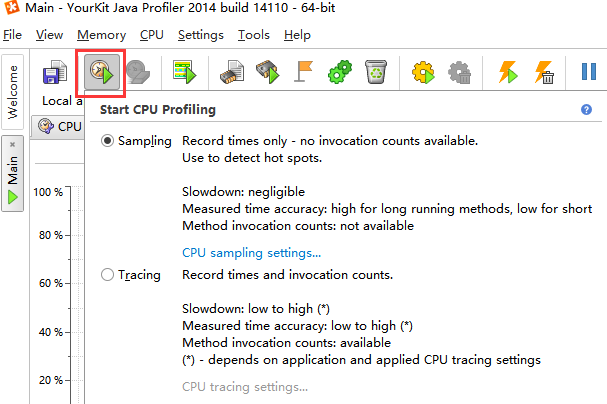 Main - YourKit Java Profiler 2014 build 14110 - 64-bit
File View Memory CPU Settings Tools Help
Welcome
Main
Local a
CPU
Start CPU Profiling
Sampling Record times only - no invocation counts available.
Use to detect hot spots.
Slowdown: negligible
Measured time accuracy: high for long running methods, low for short
Method invocation counts: not available
CPU sampling settings...
Tracing Record times and invocation counts.
Slowdown: low to high (*)
Measured time accuracy: low to high (*)
Method invocation counts: available
(*) - depends on application and applied CPU tracing settings
CPU tracing settings...
100 %
80 %
60 %
40 %
20 %